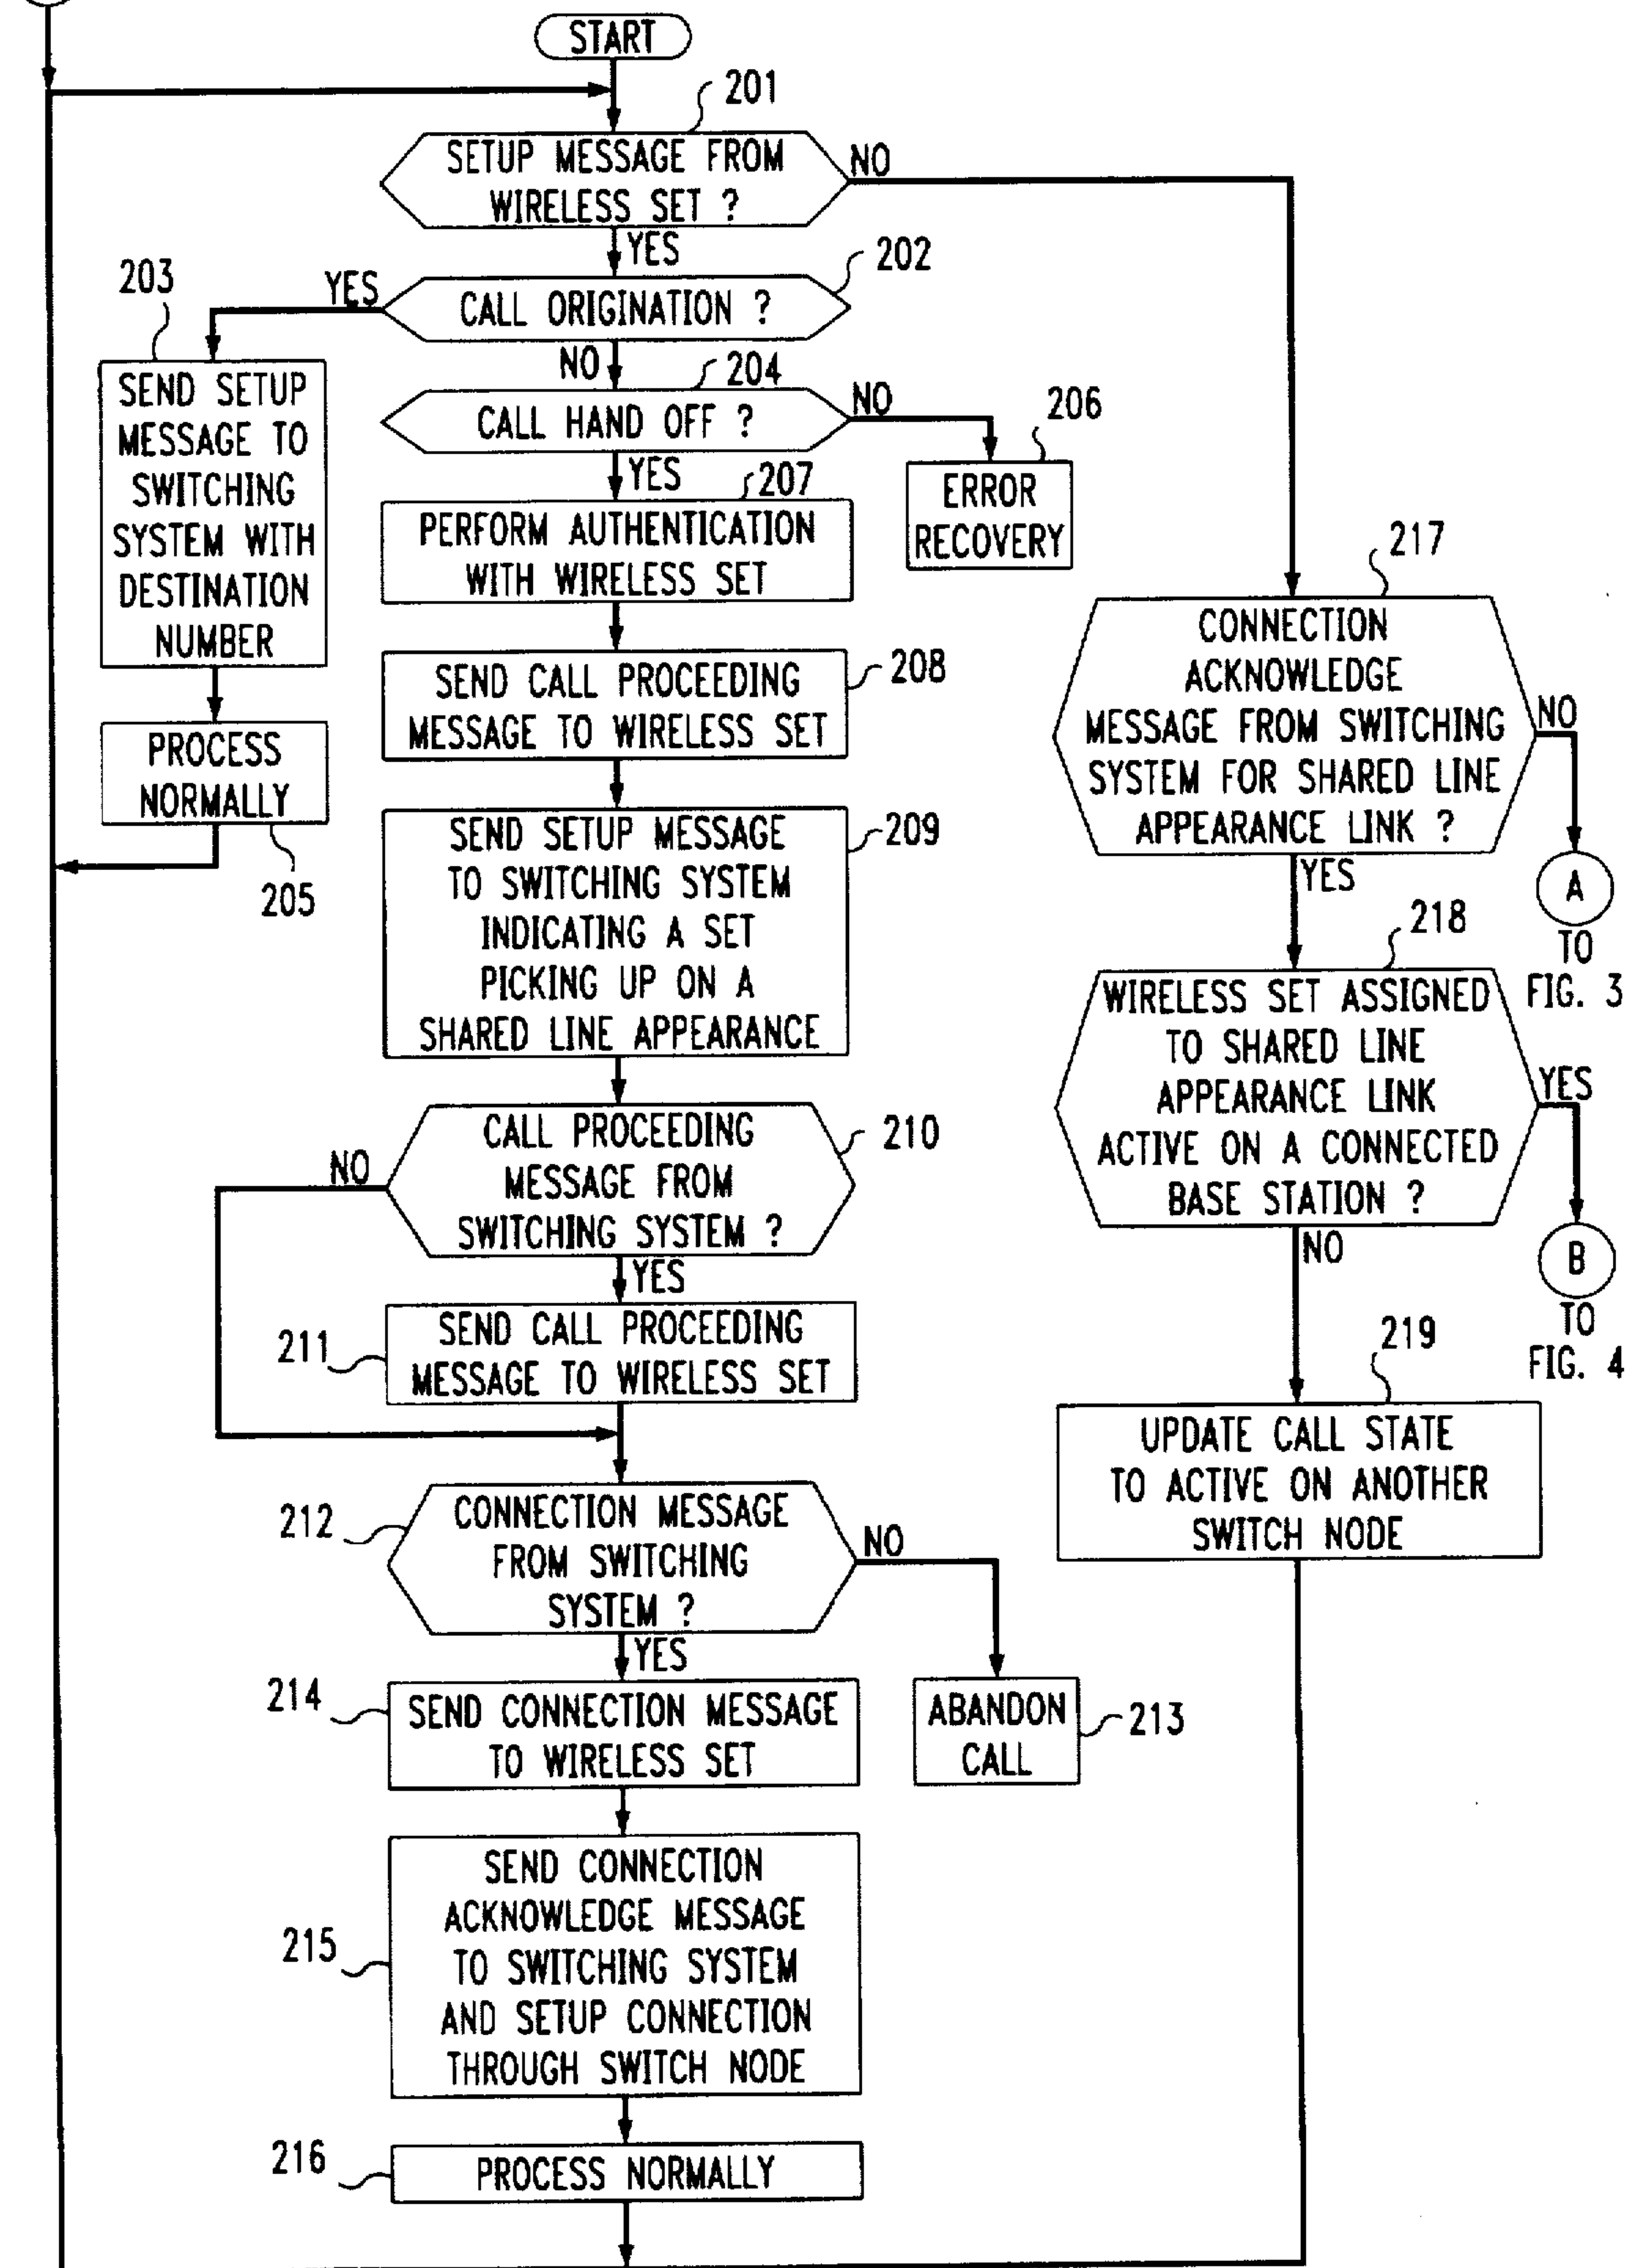 START
201
SETUP MESSAGE FROM
WIRELESS SET ?
NO
YES
202
CALL ORIGINATION ?
YES
203
SEND SETUP
MESSAGE TO
SWITCHING
SYSTEM WITH
DESTINATION
NUMBER
PROCESS
NORMALLY
205
NO
204
CALL HAND OFF ?
NO
206
ERROR
RECOVERY
YES
207
PERFORM AUTHENTICATION
WITH WIRELESS SET
SEND CALL PROCEEDING
MESSAGE TO WIRELESS SET
208
SEND SETUP MESSAGE
TO SWITCHING SYSTEM
INDICATING A SET
PICKING UP ON A
SHARED LINE APPEARANCE
209
CALL PROCEEDING
MESSAGE FROM
SWITCHING SYSTEM ?
210
NO
YES
211
SEND CALL PROCEEDING
MESSAGE TO WIRELESS SET
212
CONNECTION MESSAGE
FROM SWITCHING
SYSTEM ?
NO
YES
ABANDON
CALL
213
214
SEND CONNECTION MESSAGE
TO WIRELESS SET
215
SEND CONNECTION
ACKNOWLEDGE MESSAGE
TO SWITCHING SYSTEM
AND SETUP CONNECTION
THROUGH SWITCH NODE
216
PROCESS NORMALLY
217
CONNECTION
ACKNOWLEDGE
MESSAGE FROM SWITCHING
SYSTEM FOR SHARED LINE
APPEARANCE LINK ?
NO
A
TO
FIG. 3
YES
218
WIRELESS SET ASSIGNED
TO SHARED LINE
APPEARANCE LINK
ACTIVE ON A CONNECTED
BASE STATION ?
YES
B
TO
FIG. 4
NO
219
UPDATE CALL STATE
TO ACTIVE ON ANOTHER
SWITCH NODE